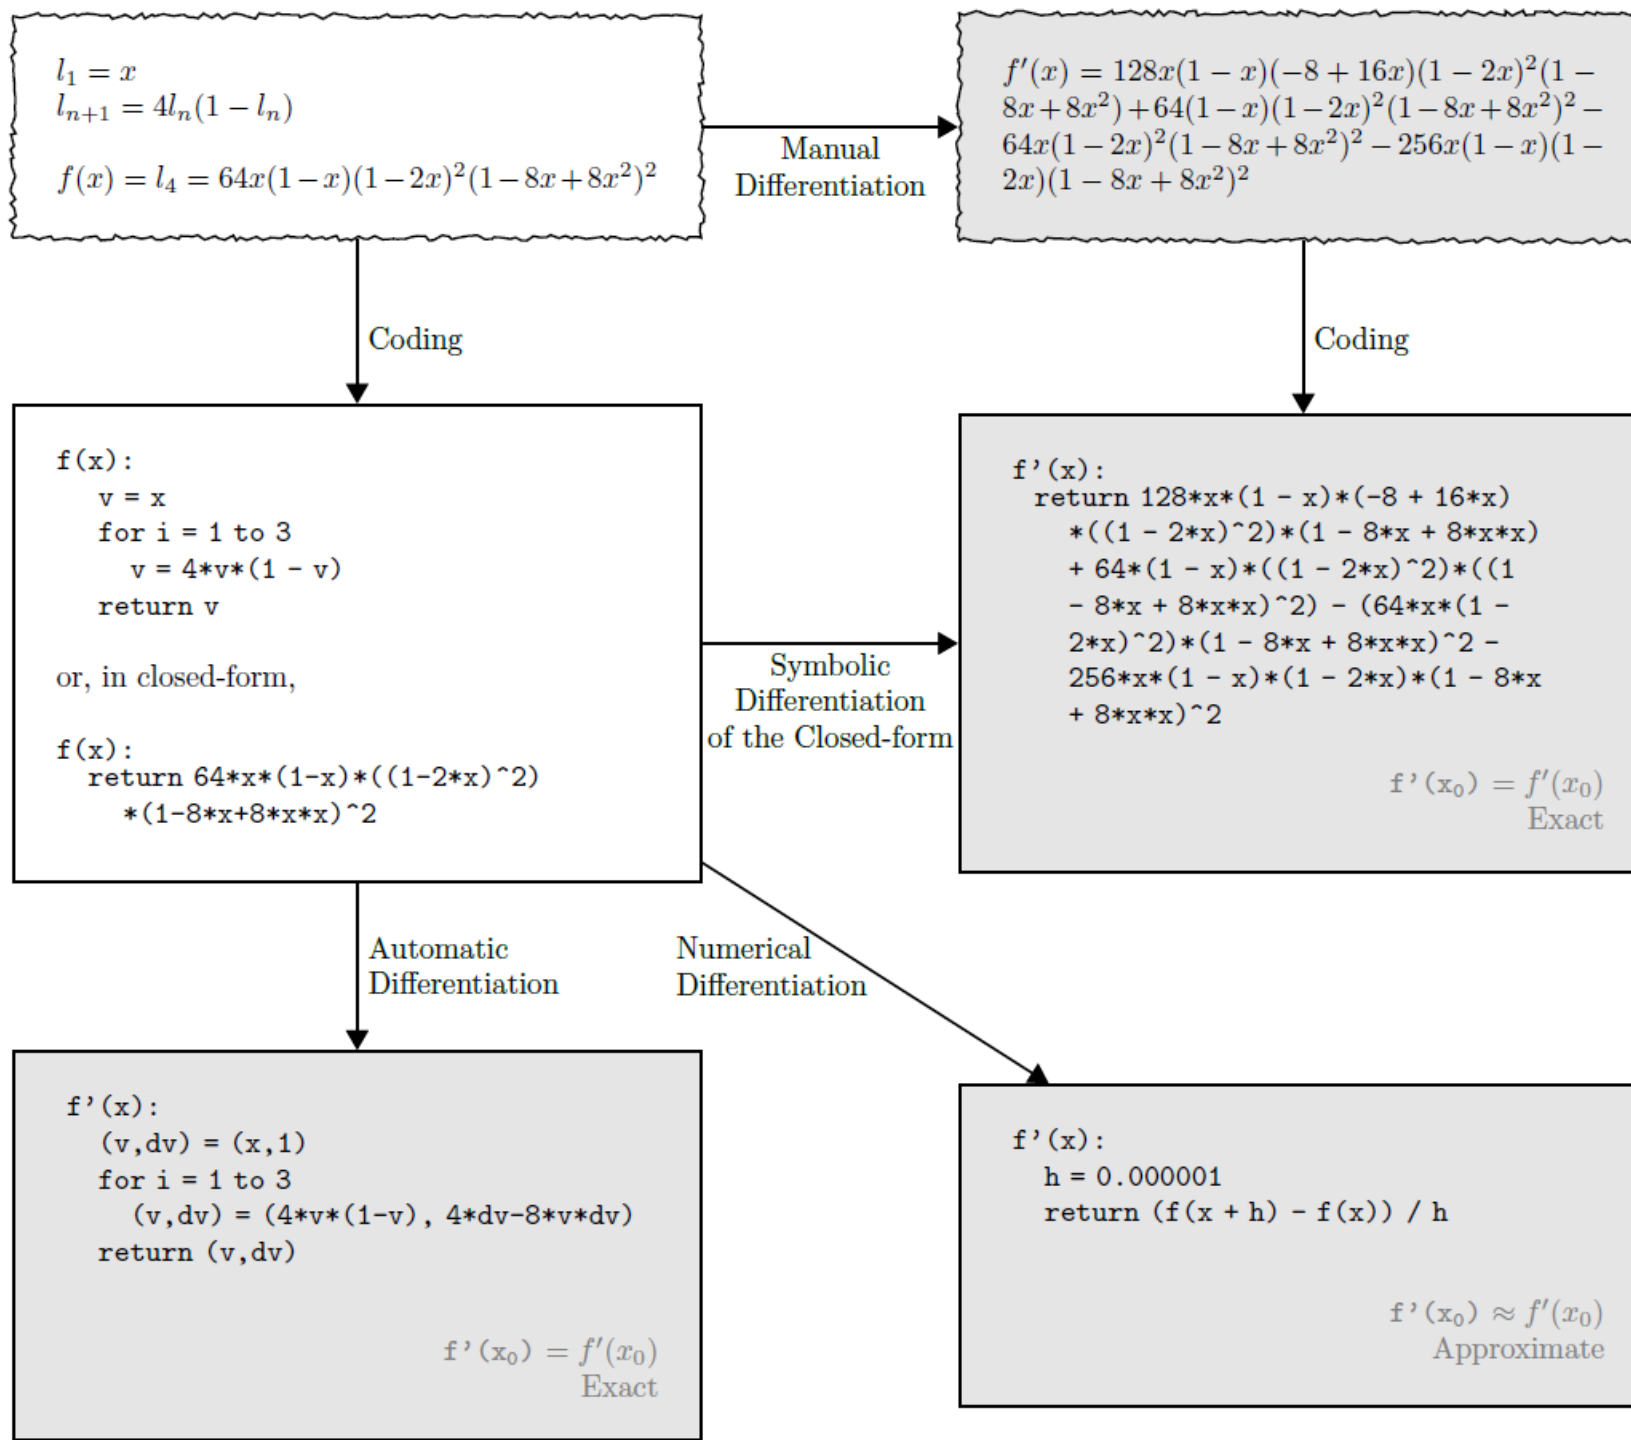 l₁ = x
lₙ₊₁ = 4lₙ(1 − lₙ)
f(x) = l₄ = 64x(1−x)(1−2x)²(1−8x+8x²)²
Manual
Differentiation
f′(x) = 128x(1 − x)(−8 + 16x)(1 − 2x)²(1 −
8x+8x²)+64(1−x)(1−2x)²(1−8x+8x²)²−
64x(1−2x)²(1−8x+8x²)²−256x(1−x)(1−
2x)(1 − 8x + 8x²)²
Coding
Coding
f(x):
v = x
for i = 1 to 3
v = 4*v*(1 - v)
return v
or, in closed-form,
f(x):
return 64*x*(1-x)*((1-2*x)^2)
*(1-8*x+8*x*x)^2
Symbolic
Differentiation
of the Closed-form
f'(x):
return 128*x*(1 - x)*(-8 + 16*x)
*((1 - 2*x)^2)*(1 - 8*x + 8*x*x)
+ 64*(1 - x)*((1 - 2*x)^2)*((1
- 8*x + 8*x*x)^2) - (64*x*(1 -
2*x)^2)*(1 - 8*x + 8*x*x)^2 -
256*x*(1 - x)*(1 - 2*x)*(1 - 8*x
+ 8*x*x)^2
f'(x₀) = f′(x₀)
Exact
Automatic
Differentiation
Numerical
Differentiation
f'(x):
(v,dv) = (x,1)
for i = 1 to 3
(v,dv) = (4*v*(1-v), 4*dv-8*v*dv)
return (v,dv)
f'(x₀) = f′(x₀)
Exact
f'(x):
h = 0.000001
return (f(x + h) - f(x)) / h
f'(x₀) ≈ f′(x₀)
Approximate